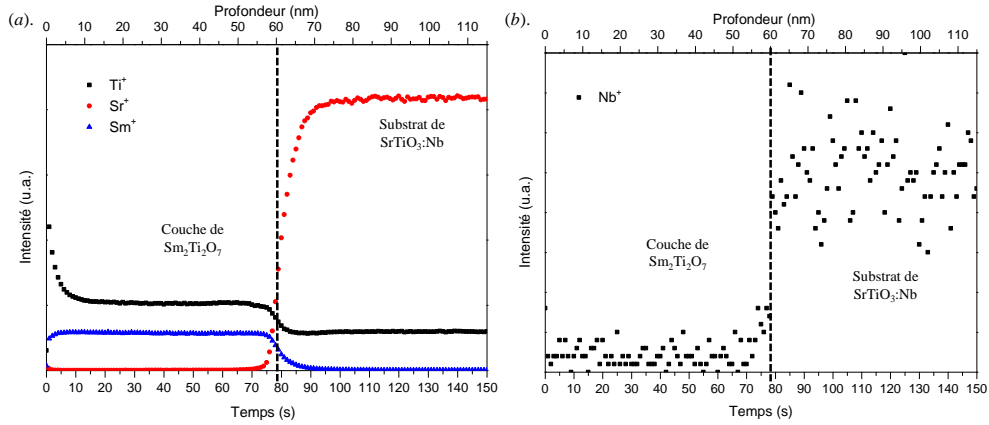 (a).
Profondeur (nm)
0 10 20 30 40 50 60 70 80 90 100 110
Ti+
Sr+
Sm+
Substrat de
SrTiO3:Nb
Couche de
Sm2Ti2O7
Intensité (u.a.)
0 10 20 30 40 50 60 70 80 90 100 110 120 130 140 150
Temps (s)
(b).
Profondeur (nm)
0 10 20 30 40 50 60 70 80 90 100 110
Nb+
Couche de
Sm2Ti2O7
Substrat de
SrTiO3:Nb
Intensité (u.a.)
0 10 20 30 40 50 60 70 80 90 100 110 120 130 140 150
Temps (s)